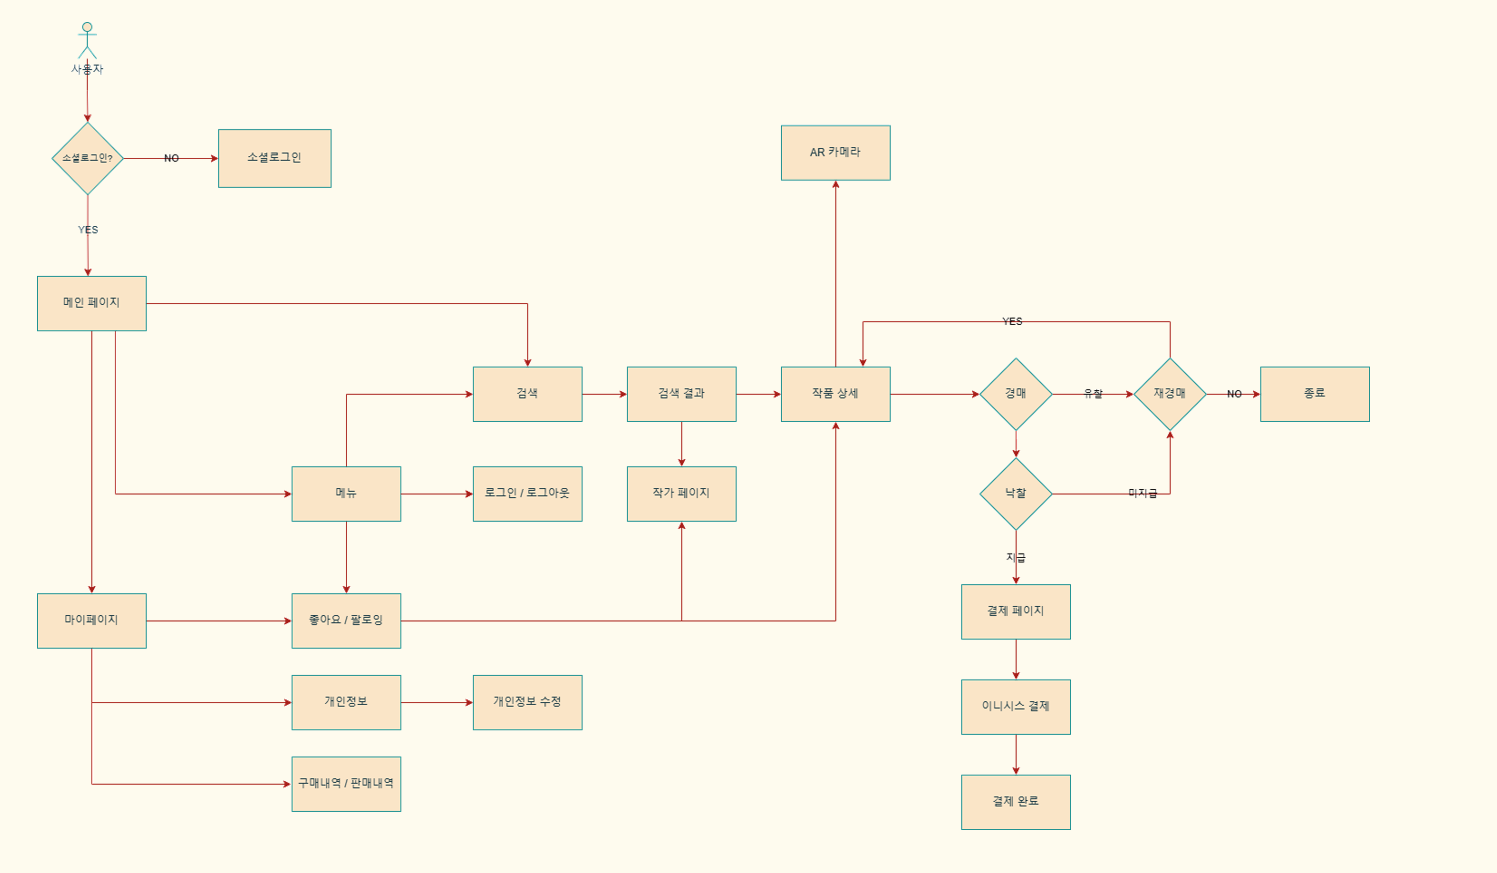 사용자
소셜로그인?
NO
소셜로그인
AR 카메라
YES
메인 페이지
YES
검색
검색 결과
작품 상세
경매
유찰
재경매
NO
종료
메뉴
로그인 / 로그아웃
작가 페이지
낙찰
미지급
지급
마이페이지
좋아요 / 팔로잉
결제 페이지
개인정보
개인정보 수정
이니시스 결제
구매내역 / 판매내역
결제 완료